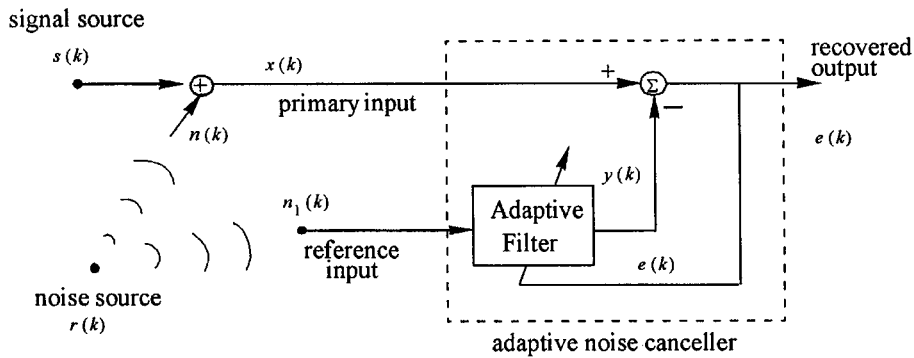 signal source
s(k)
x(k)
primary input
n(k)
+
+
Σ
−
recovered
output
e(k)
y(k)
n₁(k)
reference
input
Adaptive
Filter
e(k)
noise source
r(k)
adaptive noise canceller